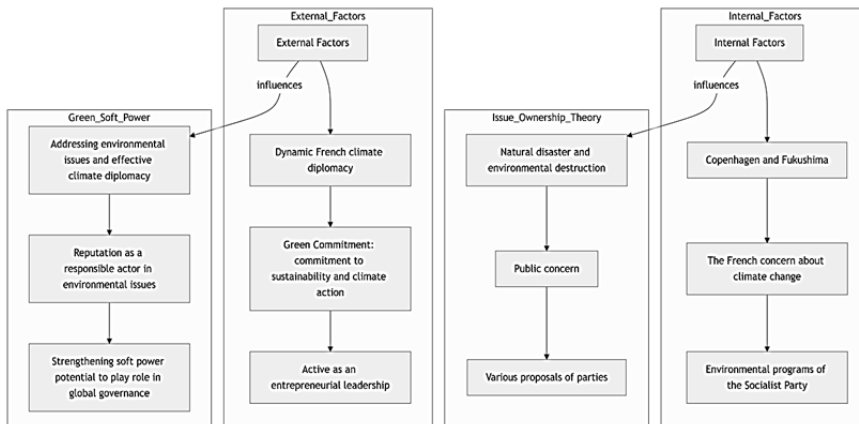 External_Factors
External Factors
influences
Green_Soft_Power
Addressing environmental
issues and effective
climate diplomacy
Reputation as a
responsible actor in
environmental issues
Strengthening soft power
potential to play role in
global governance
Dynamic French climate
diplomacy
Green Commitment:
commitment to
sustainability and climate
action
Active as an
entrepreneurial leadership
Internal_Factors
Internal Factors
influences
Issue_Ownership_Theory
Natural disaster and
environmental destruction
Public concern
Various proposals of parties
Copenhagen and Fukushima
The French concern about
climate change
Environmental programs of
the Socialist Party